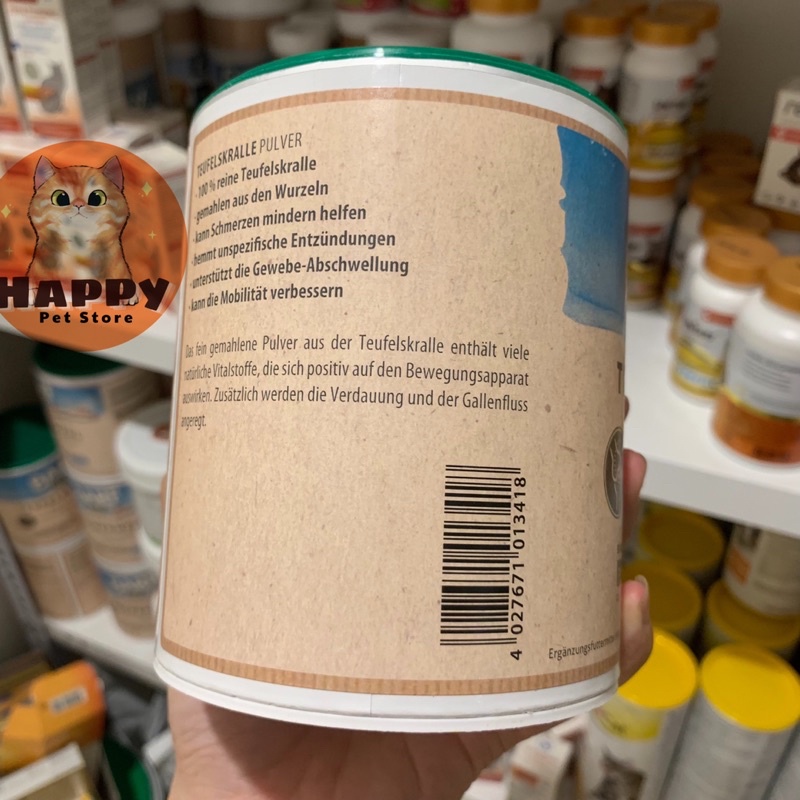 TEUFELSKRALLE PULVER
· 100 % reine Teufelskralle
· gemahlen aus den Wurzeln
· kann Schmerzen mindern helfen
· hemmt unspezifische Entzündungen
· unterstützt die Gewebe-Abschwellung
· kann die Mobilität verbessern
Das fein gemahlene Pulver aus der Teufelskralle enthält viele
natürliche Vitalstoffe, die sich positiv auf den Bewegungsapparat
auswirken. Zusätzlich werden die Verdauung und der Gallenfluss
angeregt.
4 027671 013418
HAPPY
Pet Store